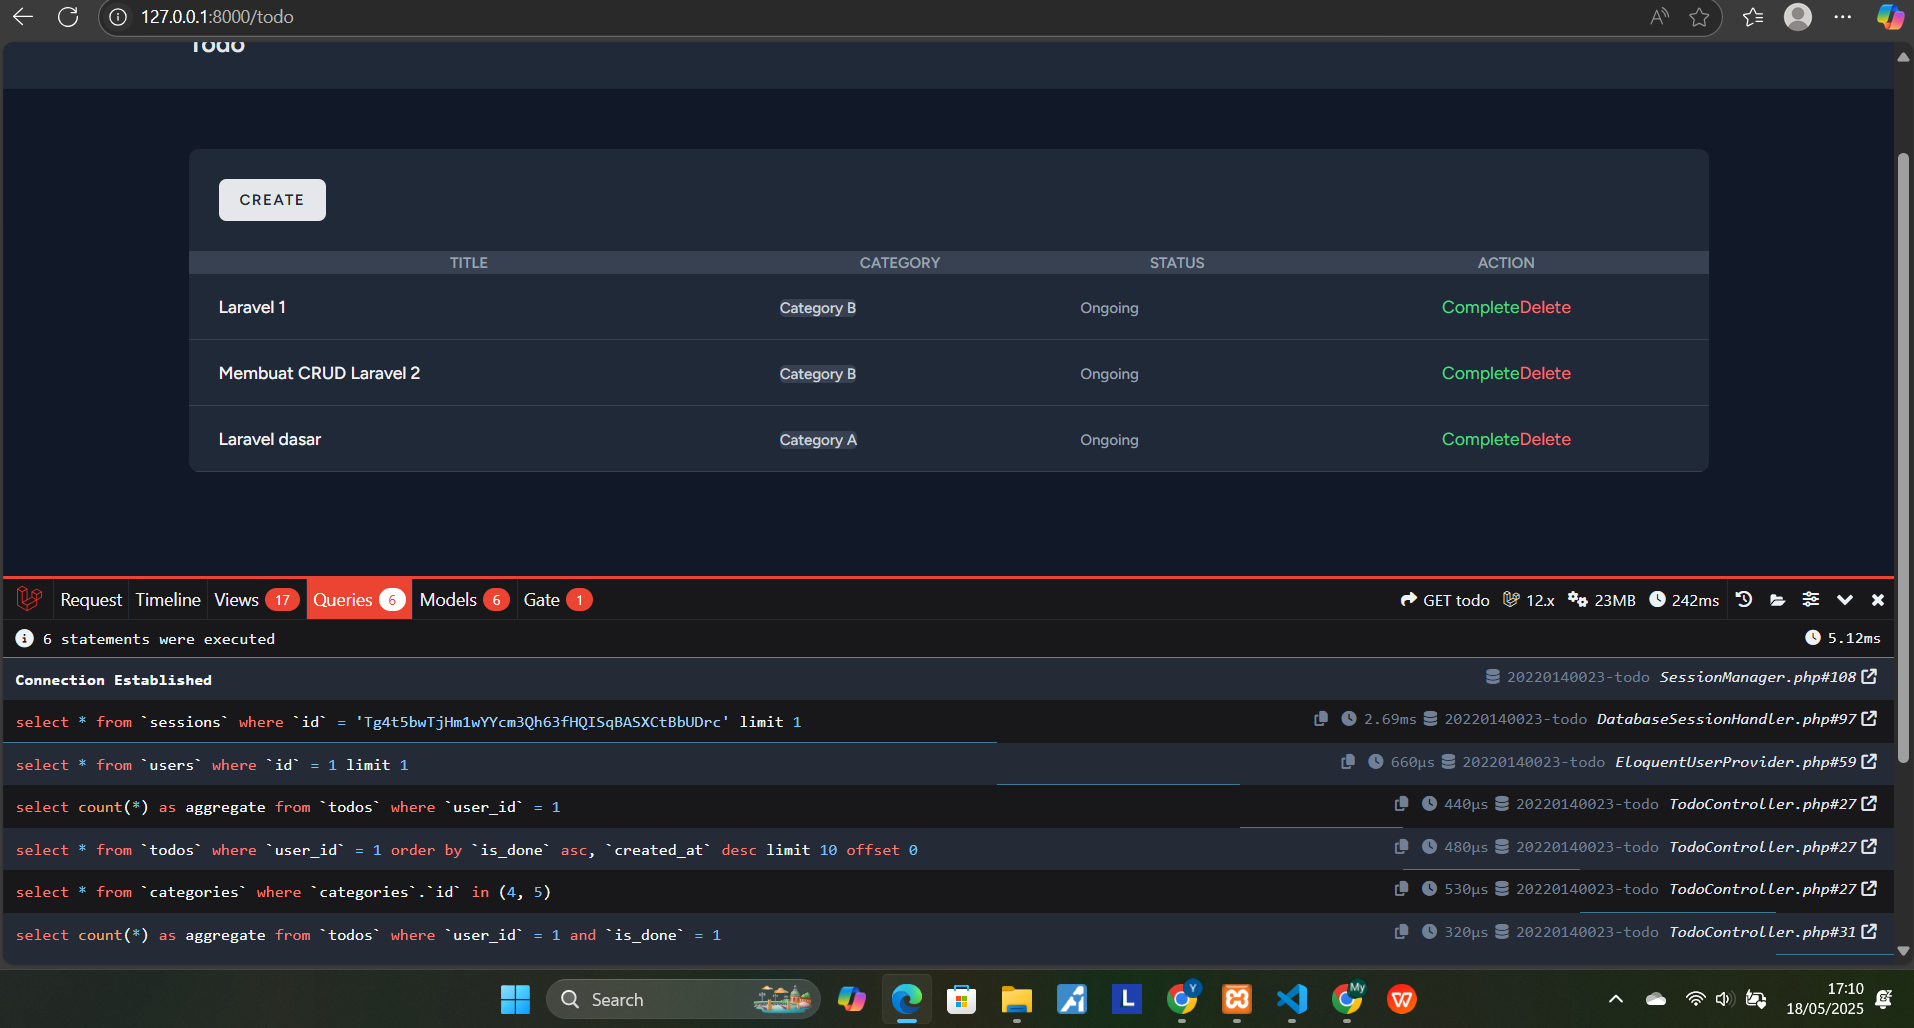 127.0.0.1:8000/todo
Todo
CREATE
TITLE CATEGORY STATUS ACTION
Laravel 1 Category B Ongoing CompleteDelete
Membuat CRUD Laravel 2 Category B Ongoing CompleteDelete
Laravel dasar Category A Ongoing CompleteDelete
Request Timeline Views 17 Queries 6 Models 6 Gate 1 GET todo 12.x 23MB 242ms
6 statements were executed 5.12ms
Connection Established 20220140023-todo SessionManager.php#108
select * from `sessions` where `id` = 'Tg4t5bwTjHm1wYYcm3Qh63fHQISqBASXCtBbUDrc' limit 1 2.69ms 20220140023-todo DatabaseSessionHandler.php#97
select * from `users` where `id` = 1 limit 1 660μs 20220140023-todo EloquentUserProvider.php#59
select count(*) as aggregate from `todos` where `user_id` = 1 440μs 20220140023-todo TodoController.php#27
select * from `todos` where `user_id` = 1 order by `is_done` asc, `created_at` desc limit 10 offset 0 480μs 20220140023-todo TodoController.php#27
select * from `categories` where `categories`.`id` in (4, 5) 530μs 20220140023-todo TodoController.php#27
select count(*) as aggregate from `todos` where `user_id` = 1 and `is_done` = 1 320μs 20220140023-todo TodoController.php#31
Search L Y My W 17:10
18/05/2025